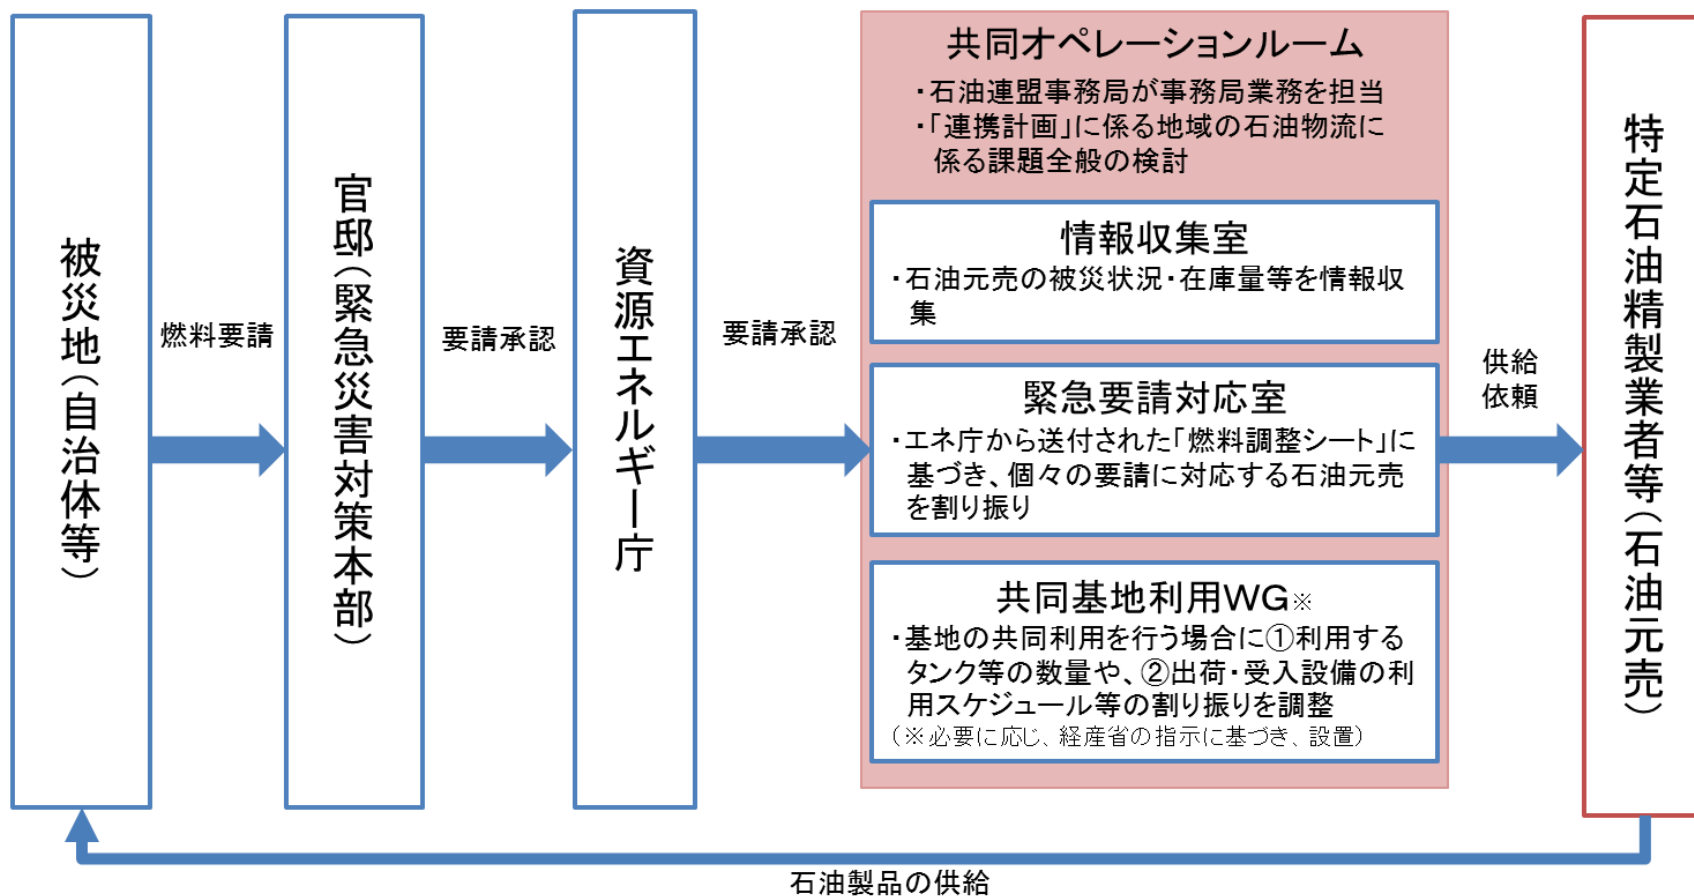 被災地(自治体等)
燃料要請
官邸(緊急災害対策本部)
要請承認
資源エネルギー庁
要請承認
共同オペレーションルーム
・石油連盟事務局が事務局業務を担当
・「連携計画」に係る地域の石油物流に
係る課題全般の検討
情報収集室
・石油元売の被災状況・在庫量等を情報収
集
緊急要請対応室
・エネ庁から送付された「燃料調整シート」に
基づき、個々の要請に対応する石油元売
を割り振り
共同基地利用WG※
・基地の共同利用を行う場合に①利用する
タンク等の数量や、②出荷・受入設備の利
用スケジュール等の割り振りを調整
(※必要に応じ、経産省の指示に基づき、設置)
供給
依頼
特定石油精製業者等(石油元売)
石油製品の供給